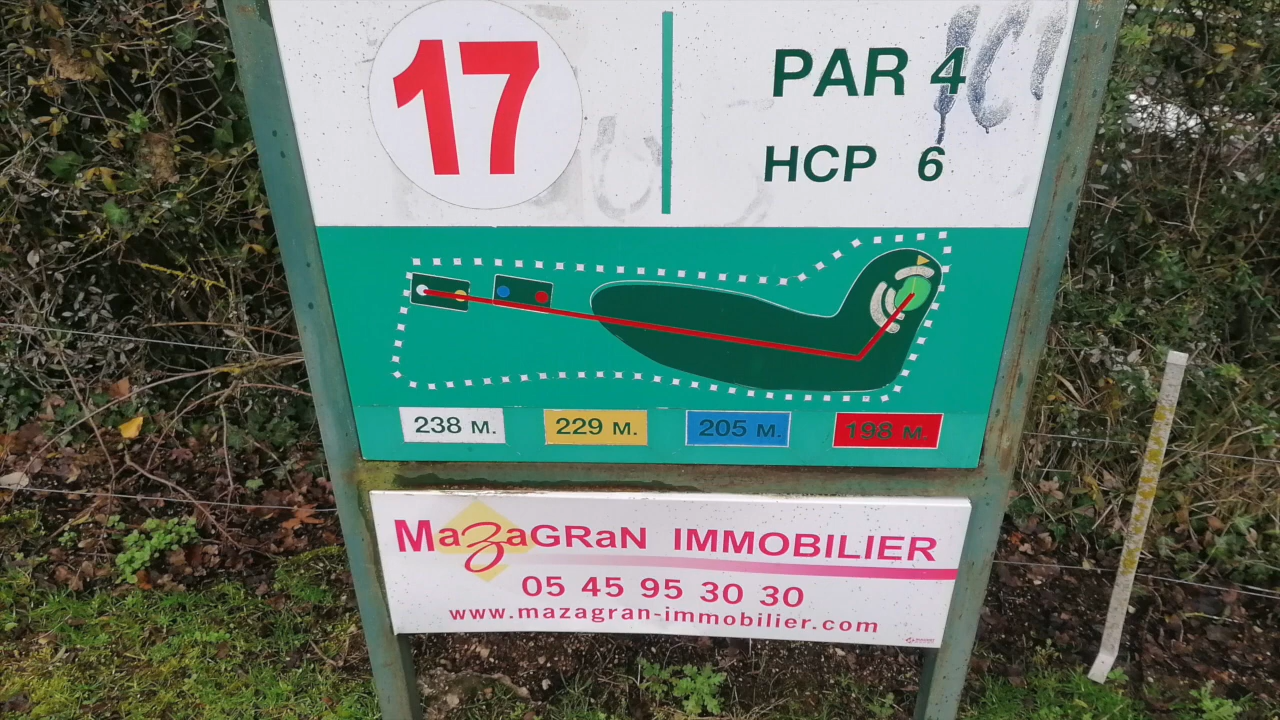 17
PAR 4
HCP 6
238 M.
229 M.
205 M.
198 M.
MazaGRaN IMMOBILIER
05 45 95 30 30
www.mazagran-immobilier.com